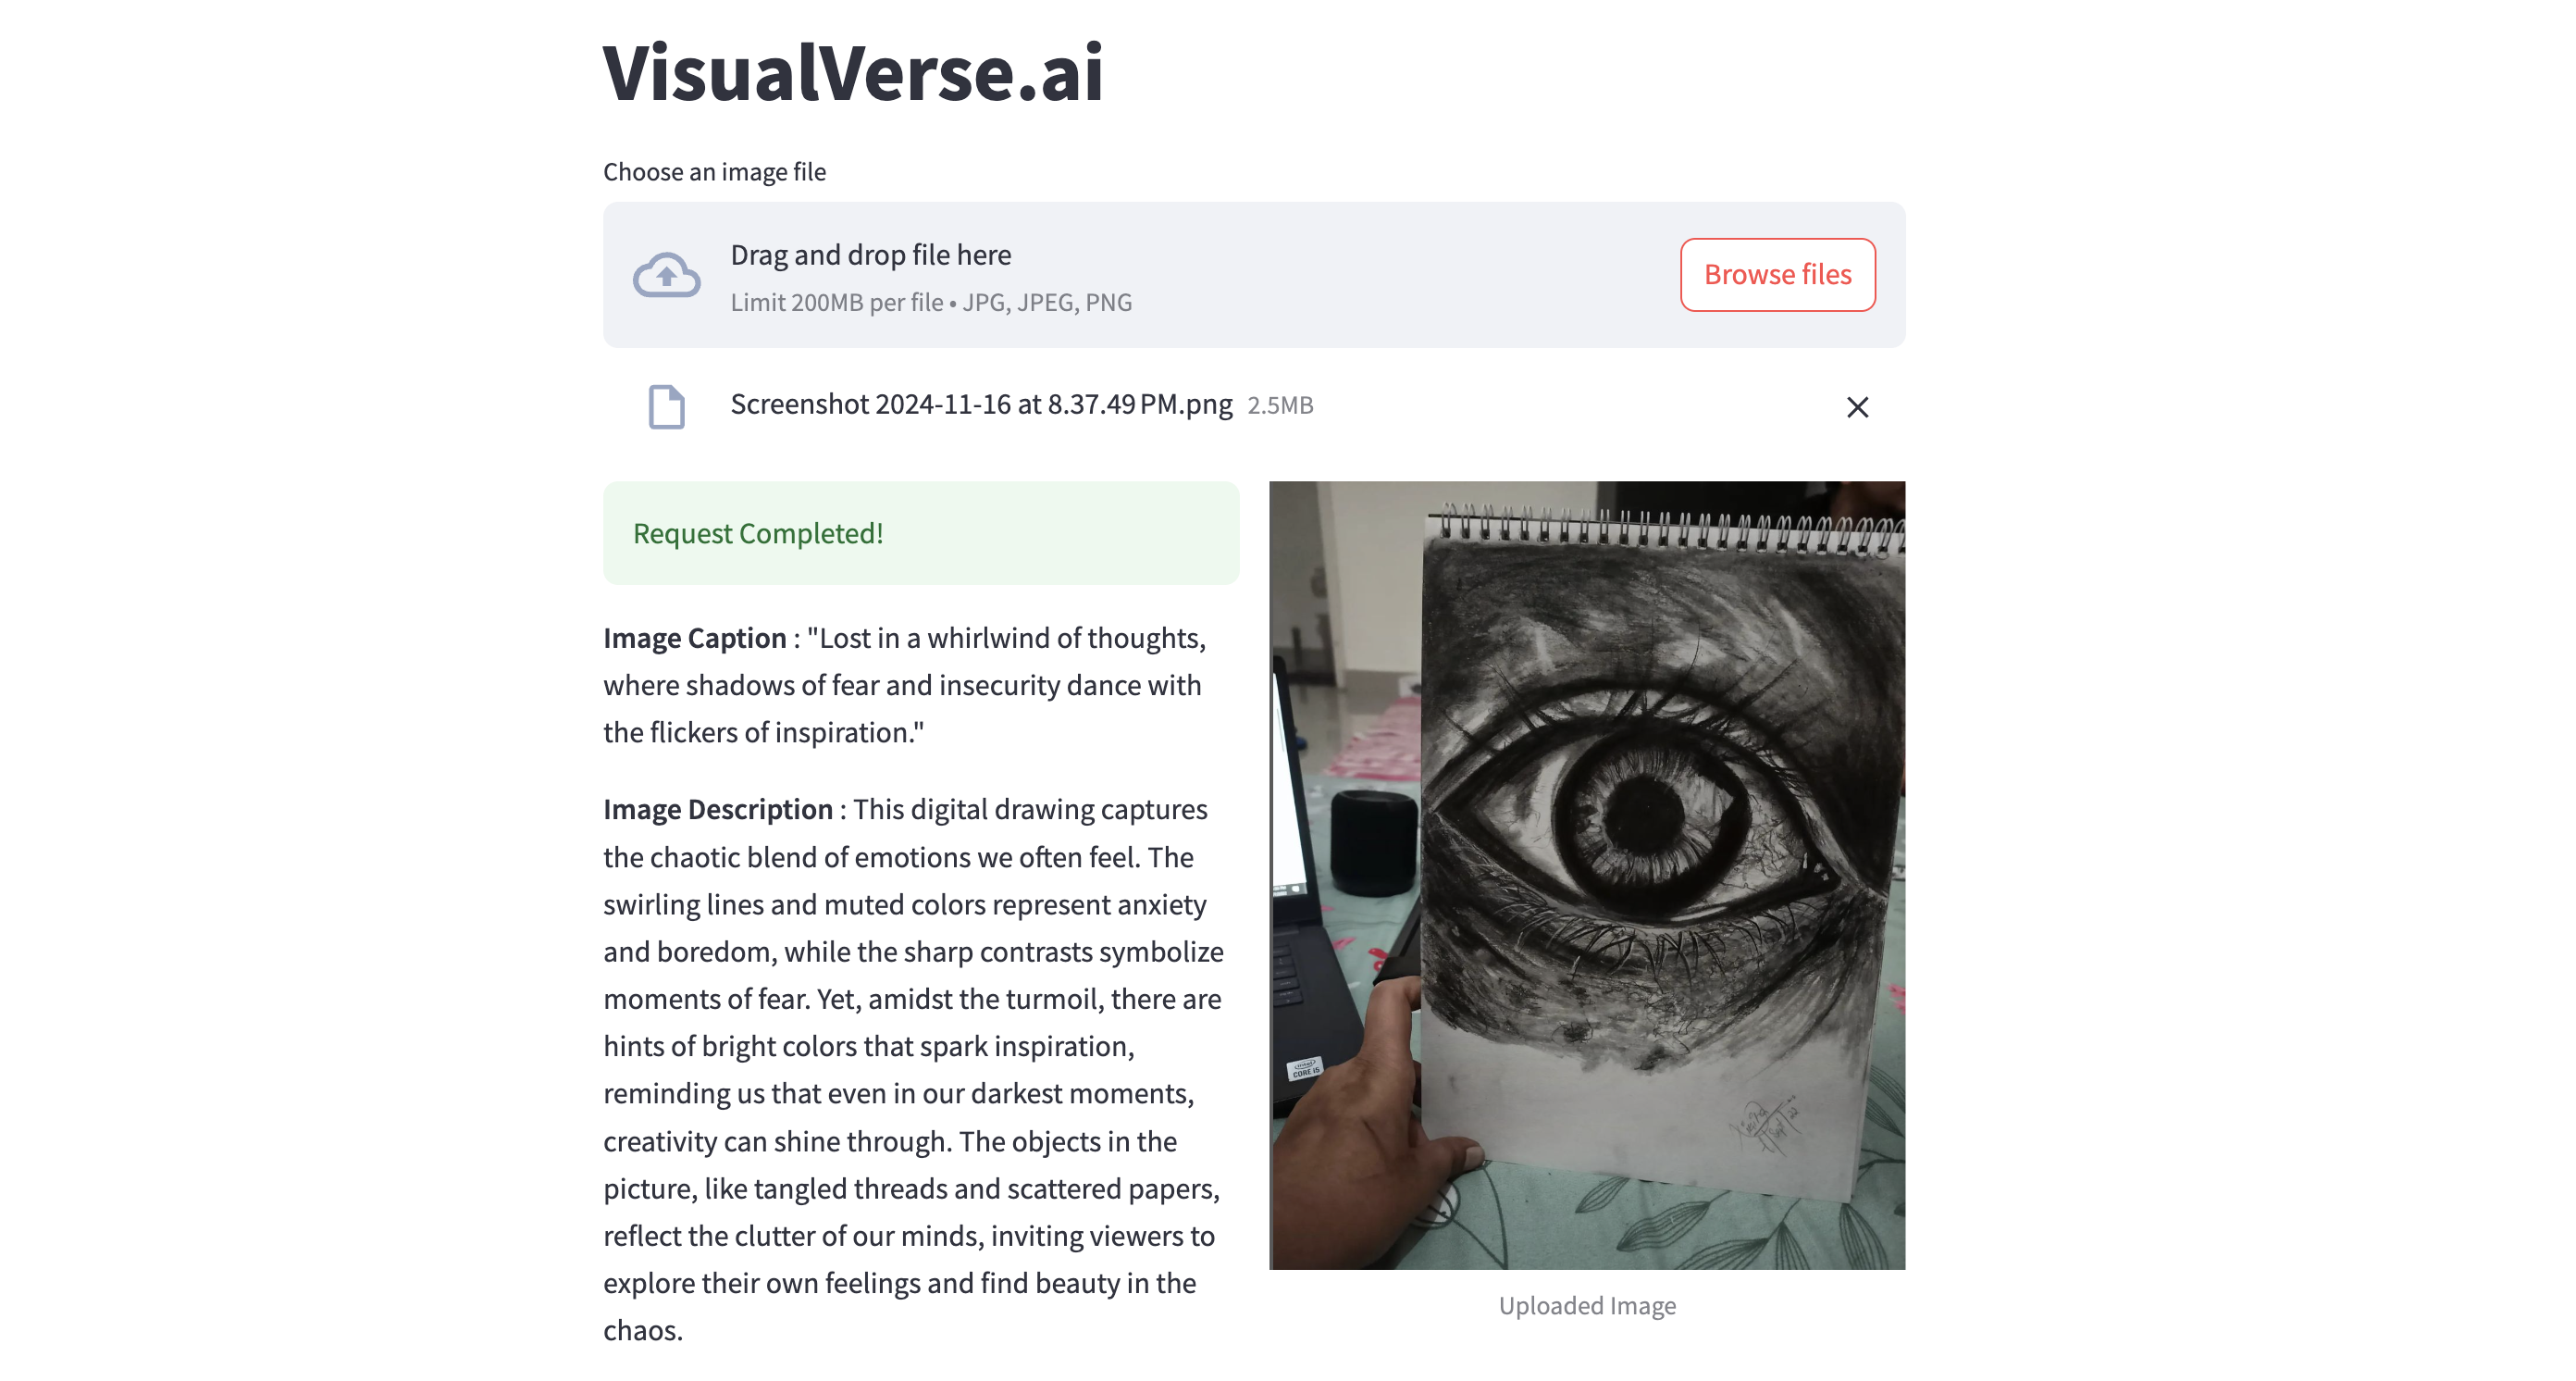 VisualVerse.ai
Choose an image file
Drag and drop file here
Limit 200MB per file • JPG, JPEG, PNG
Browse files
Screenshot 2024-11-16 at 8.37.49 PM.png 2.5MB
Request Completed!
Image Caption : "Lost in a whirlwind of thoughts,
where shadows of fear and insecurity dance with
the flickers of inspiration."
Image Description : This digital drawing captures
the chaotic blend of emotions we often feel. The
swirling lines and muted colors represent anxiety
and boredom, while the sharp contrasts symbolize
moments of fear. Yet, amidst the turmoil, there are
hints of bright colors that spark inspiration,
reminding us that even in our darkest moments,
creativity can shine through. The objects in the
picture, like tangled threads and scattered papers,
reflect the clutter of our minds, inviting viewers to
explore their own feelings and find beauty in the
chaos.
CORE i5
Uploaded Image